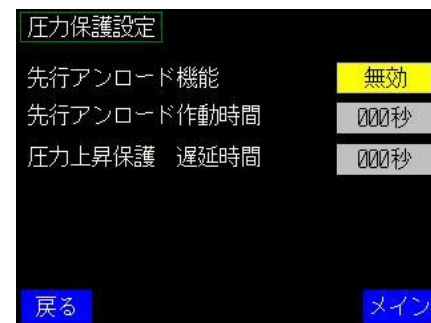 圧力保護設定
先行アンロード機能 無効
先行アンロード作動時間 000秒
圧力上昇保護 遅延時間 000秒
戻る メイン